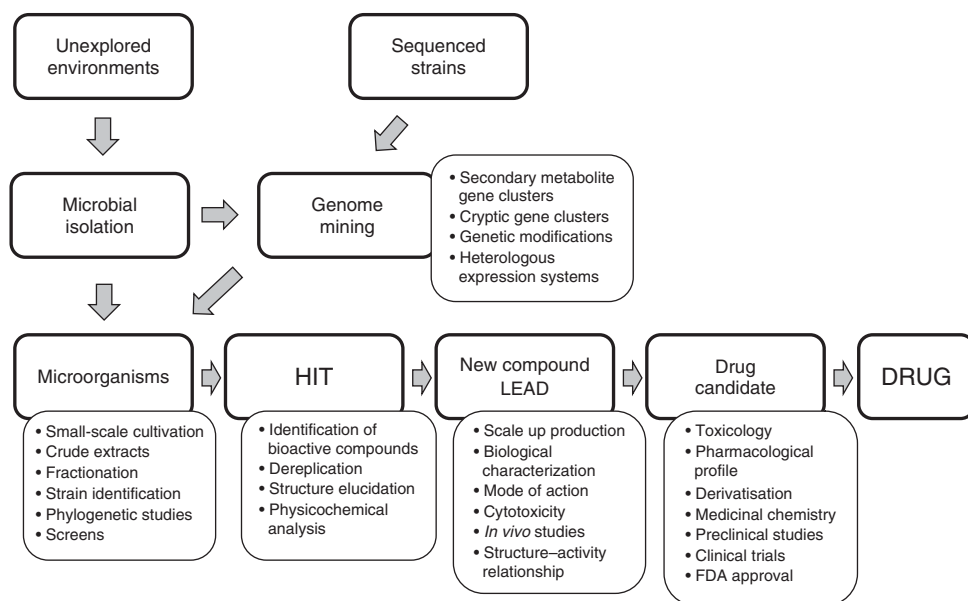 Unexplored
environments
Sequenced
strains
Microbial
isolation
Genome
mining
• Secondary metabolite
gene clusters
• Cryptic gene clusters
• Genetic modifications
• Heterologous
expression systems
Microorganisms
• Small-scale cultivation
• Crude extracts
• Fractionation
• Strain identification
• Phylogenetic studies
• Screens
HIT
• Identification of
bioactive compounds
• Dereplication
• Structure elucidation
• Physicochemical
analysis
New compound
LEAD
• Scale up production
• Biological
characterization
• Mode of action
• Cytotoxicity
• In vivo studies
• Structure–activity
relationship
Drug
candidate
• Toxicology
• Pharmacological
profile
• Derivatisation
• Medicinal chemistry
• Preclinical studies
• Clinical trials
• FDA approval
DRUG